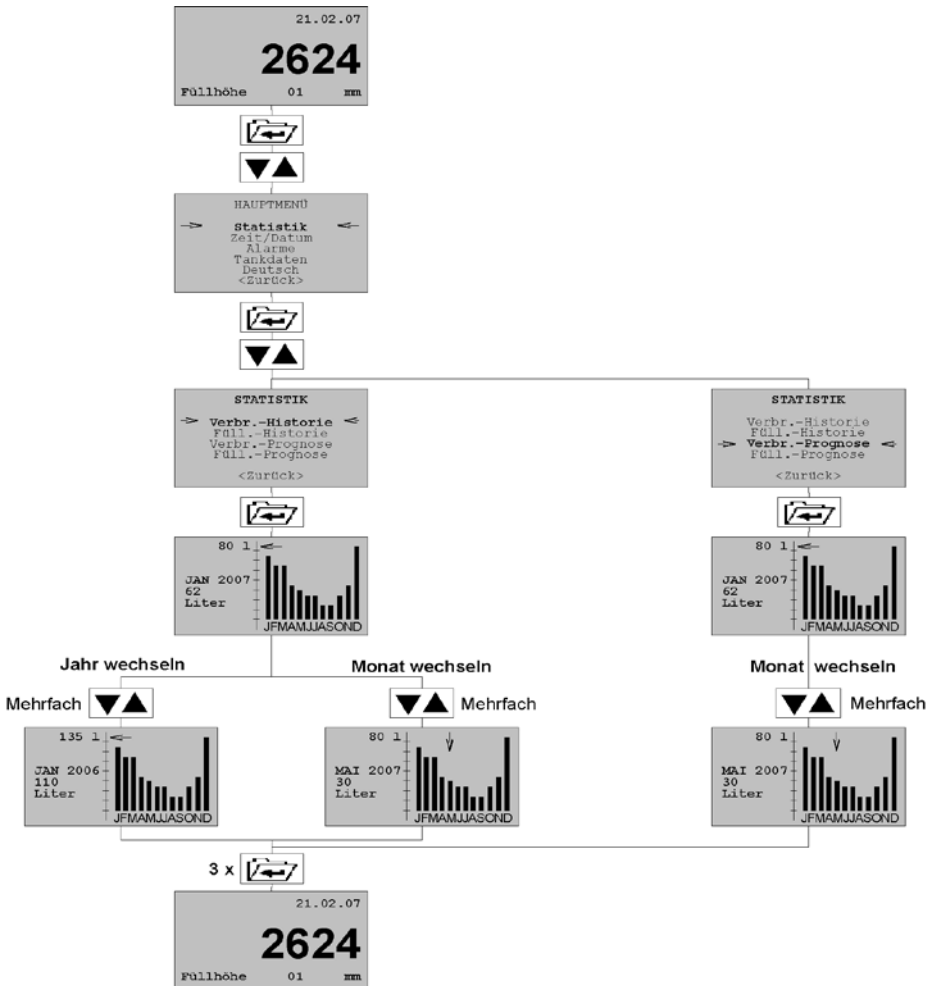 21.02.07
2624
Füllhöhe 01 mm
HAUPTMENÜ
Statistik
Zeit/Datum
Alarme
Tankdaten
Deutsch
<Zurück>
STATISTIK
Verbr.-Historie
Füll.-Historie
Verbr.-Prognose
Füll.-Prognose
<Zurück>
STATISTIK
Verbr.-Historie
Füll.-Historie
Verbr.-Prognose
Füll.-Prognose
<Zurück>
80 l
JAN 2007
62
Liter
JFMAMJJASOND
80 l
JAN 2007
62
Liter
JFMAMJJASOND
Jahr wechseln
Monat wechseln
Monat wechseln
Mehrfach
Mehrfach
Mehrfach
135 l
JAN 2006
110
Liter
JFMAMJJASOND
80 l
MAI 2007
30
Liter
JFMAMJJASOND
80 l
MAI 2007
30
Liter
JFMAMJJASOND
3 x
21.02.07
2624
Füllhöhe 01 mm